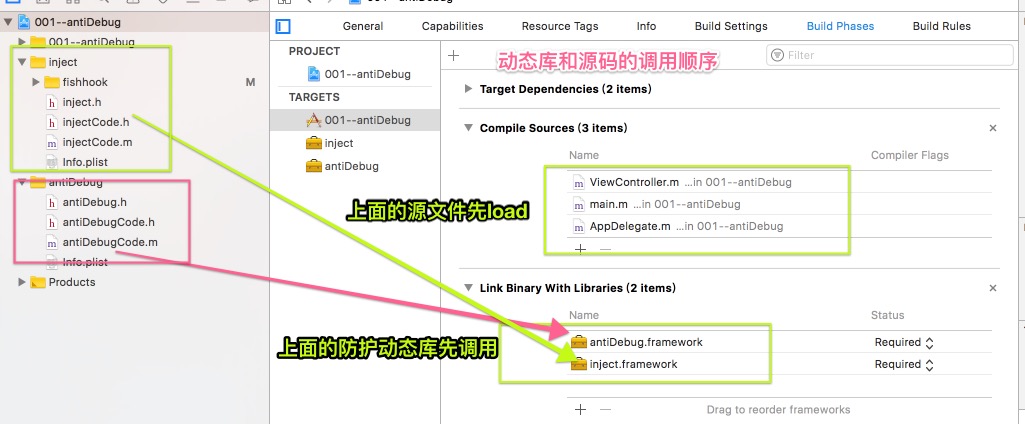 001--antiDebug
001--antiDebug
001--antiDebug
inject
fishhook
M
inject.h
injectCode.h
injectCode.m
Info.plist
antiDebug
antiDebug.h
antiDebugCode.h
antiDebugCode.m
Info.plist
Products
General Capabilities Resource Tags Info Build Settings Build Phases Build Rules
PROJECT
001--antiDebug
TARGETS
001--antiDebug
inject
antiDebug
动态库和源码的调用顺序
Filter
Target Dependencies (2 items)
Compile Sources (3 items)
Name Compiler Flags
ViewController.m ...in 001--antiDebug
main.m ...in 001--antiDebug
AppDelegate.m ...in 001--antiDebug
上面的源文件先load
Link Binary With Libraries (2 items)
Name Status
antiDebug.framework Required
inject.framework Required
上面的防护动态库先调用
Drag to reorder frameworks